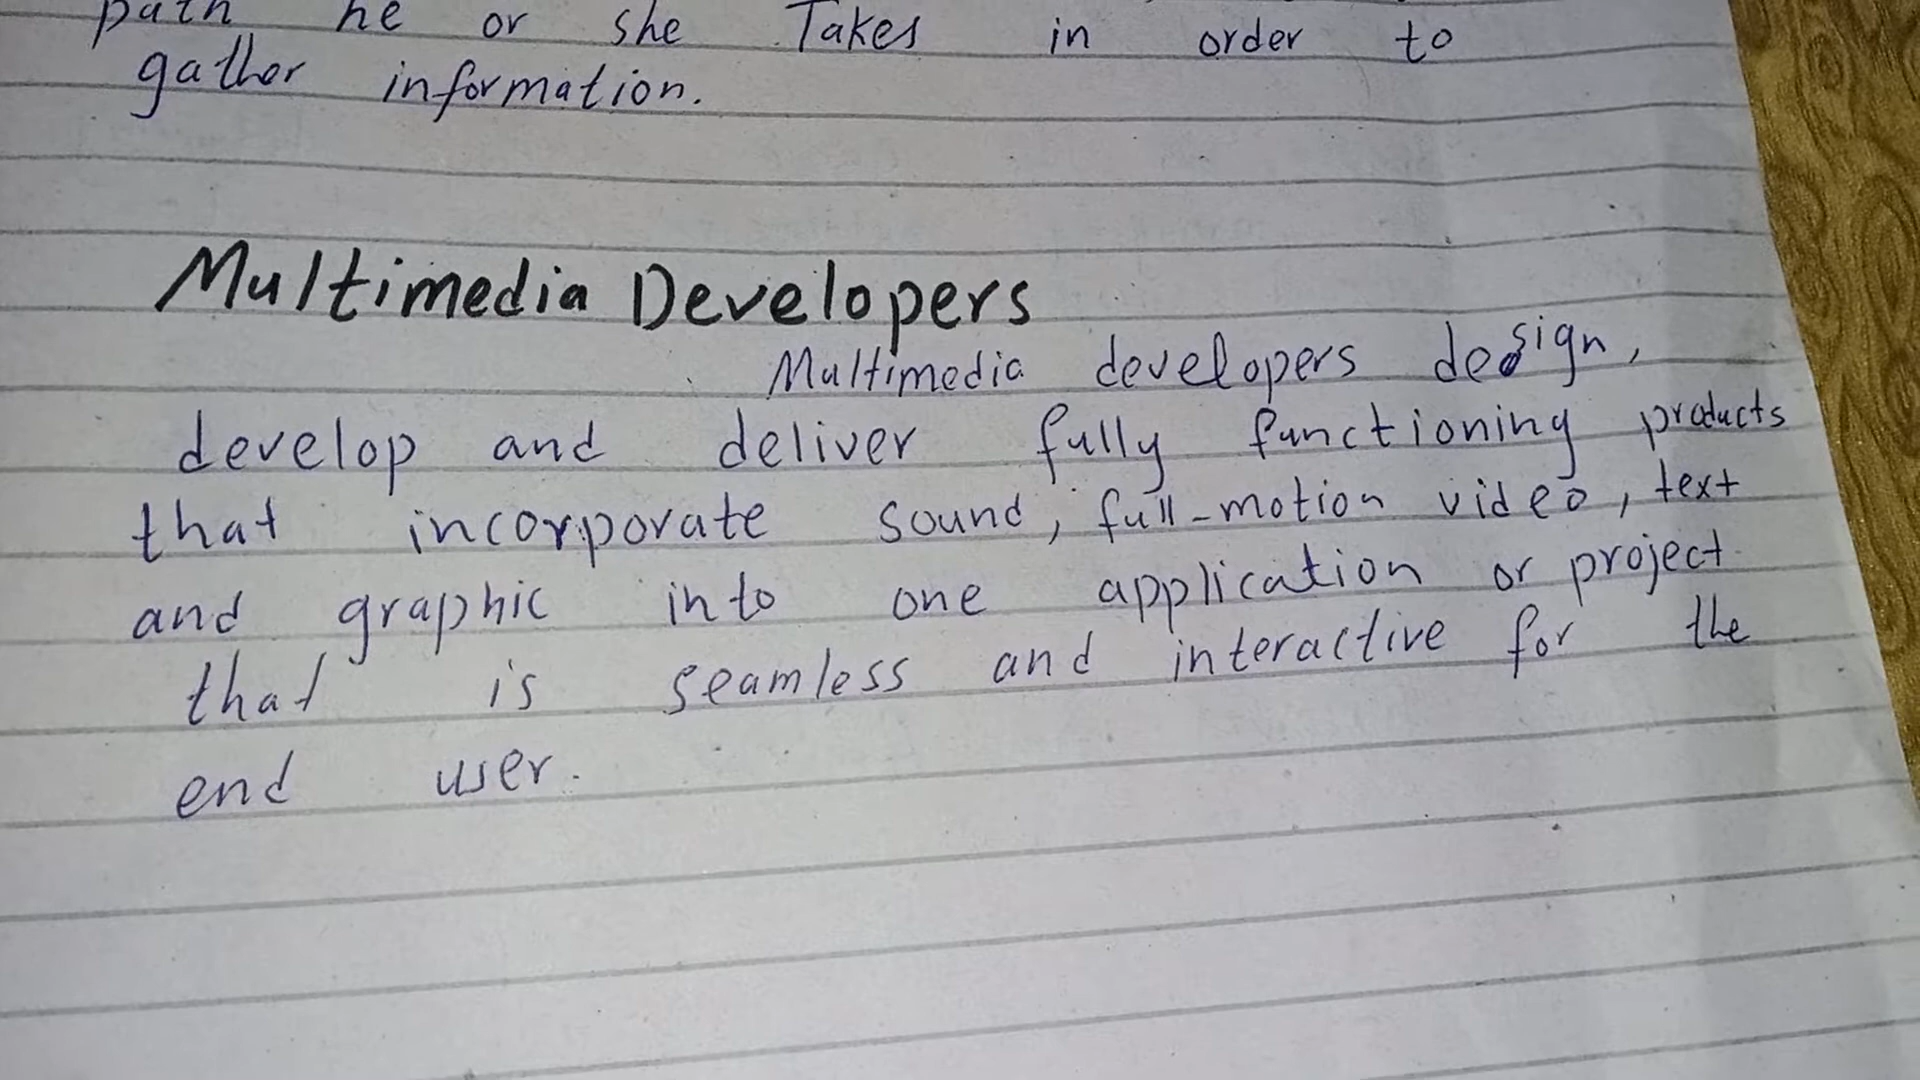 path he or she Takes in order to
gather information.
Multimedia Developers
Multimedia developers design,
develop and deliver fully functioning products
that incorporate sound, full-motion video, text
and graphic into one application or project
that is seamless and interactive for the
end user.